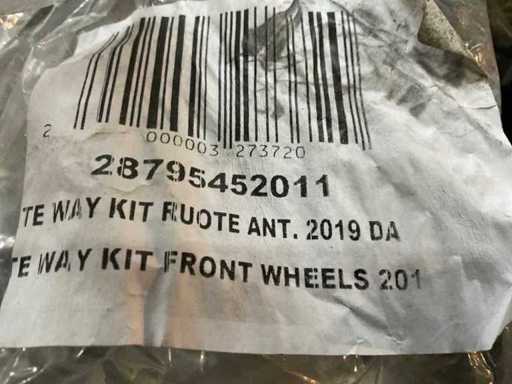 2 000003 273720
28795452011
TE WAY KIT RUOTE ANT. 2019 DA
TE WAY KIT FRONT WHEELS 201